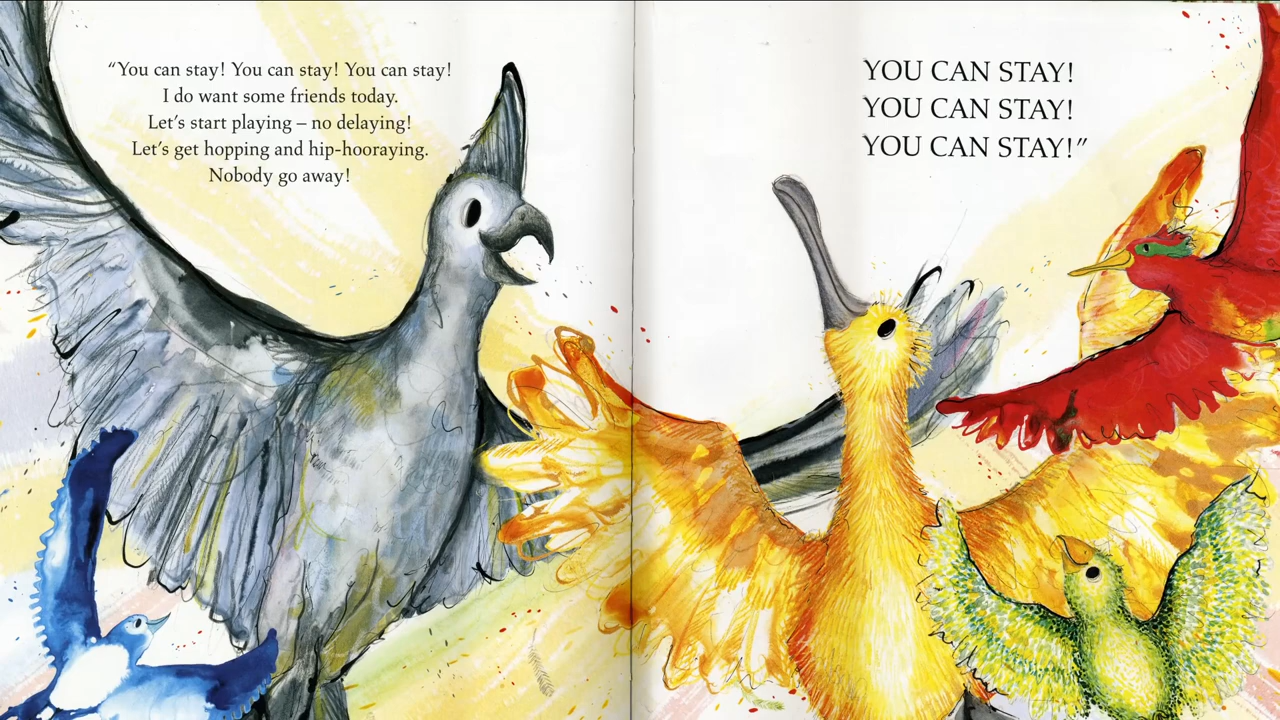 “You can stay! You can stay! You can stay!
I do want some friends today.
Let’s start playing – no delaying!
Let’s get hopping and hip-hooraying.
Nobody go away!
YOU CAN STAY!
YOU CAN STAY!
YOU CAN STAY!”